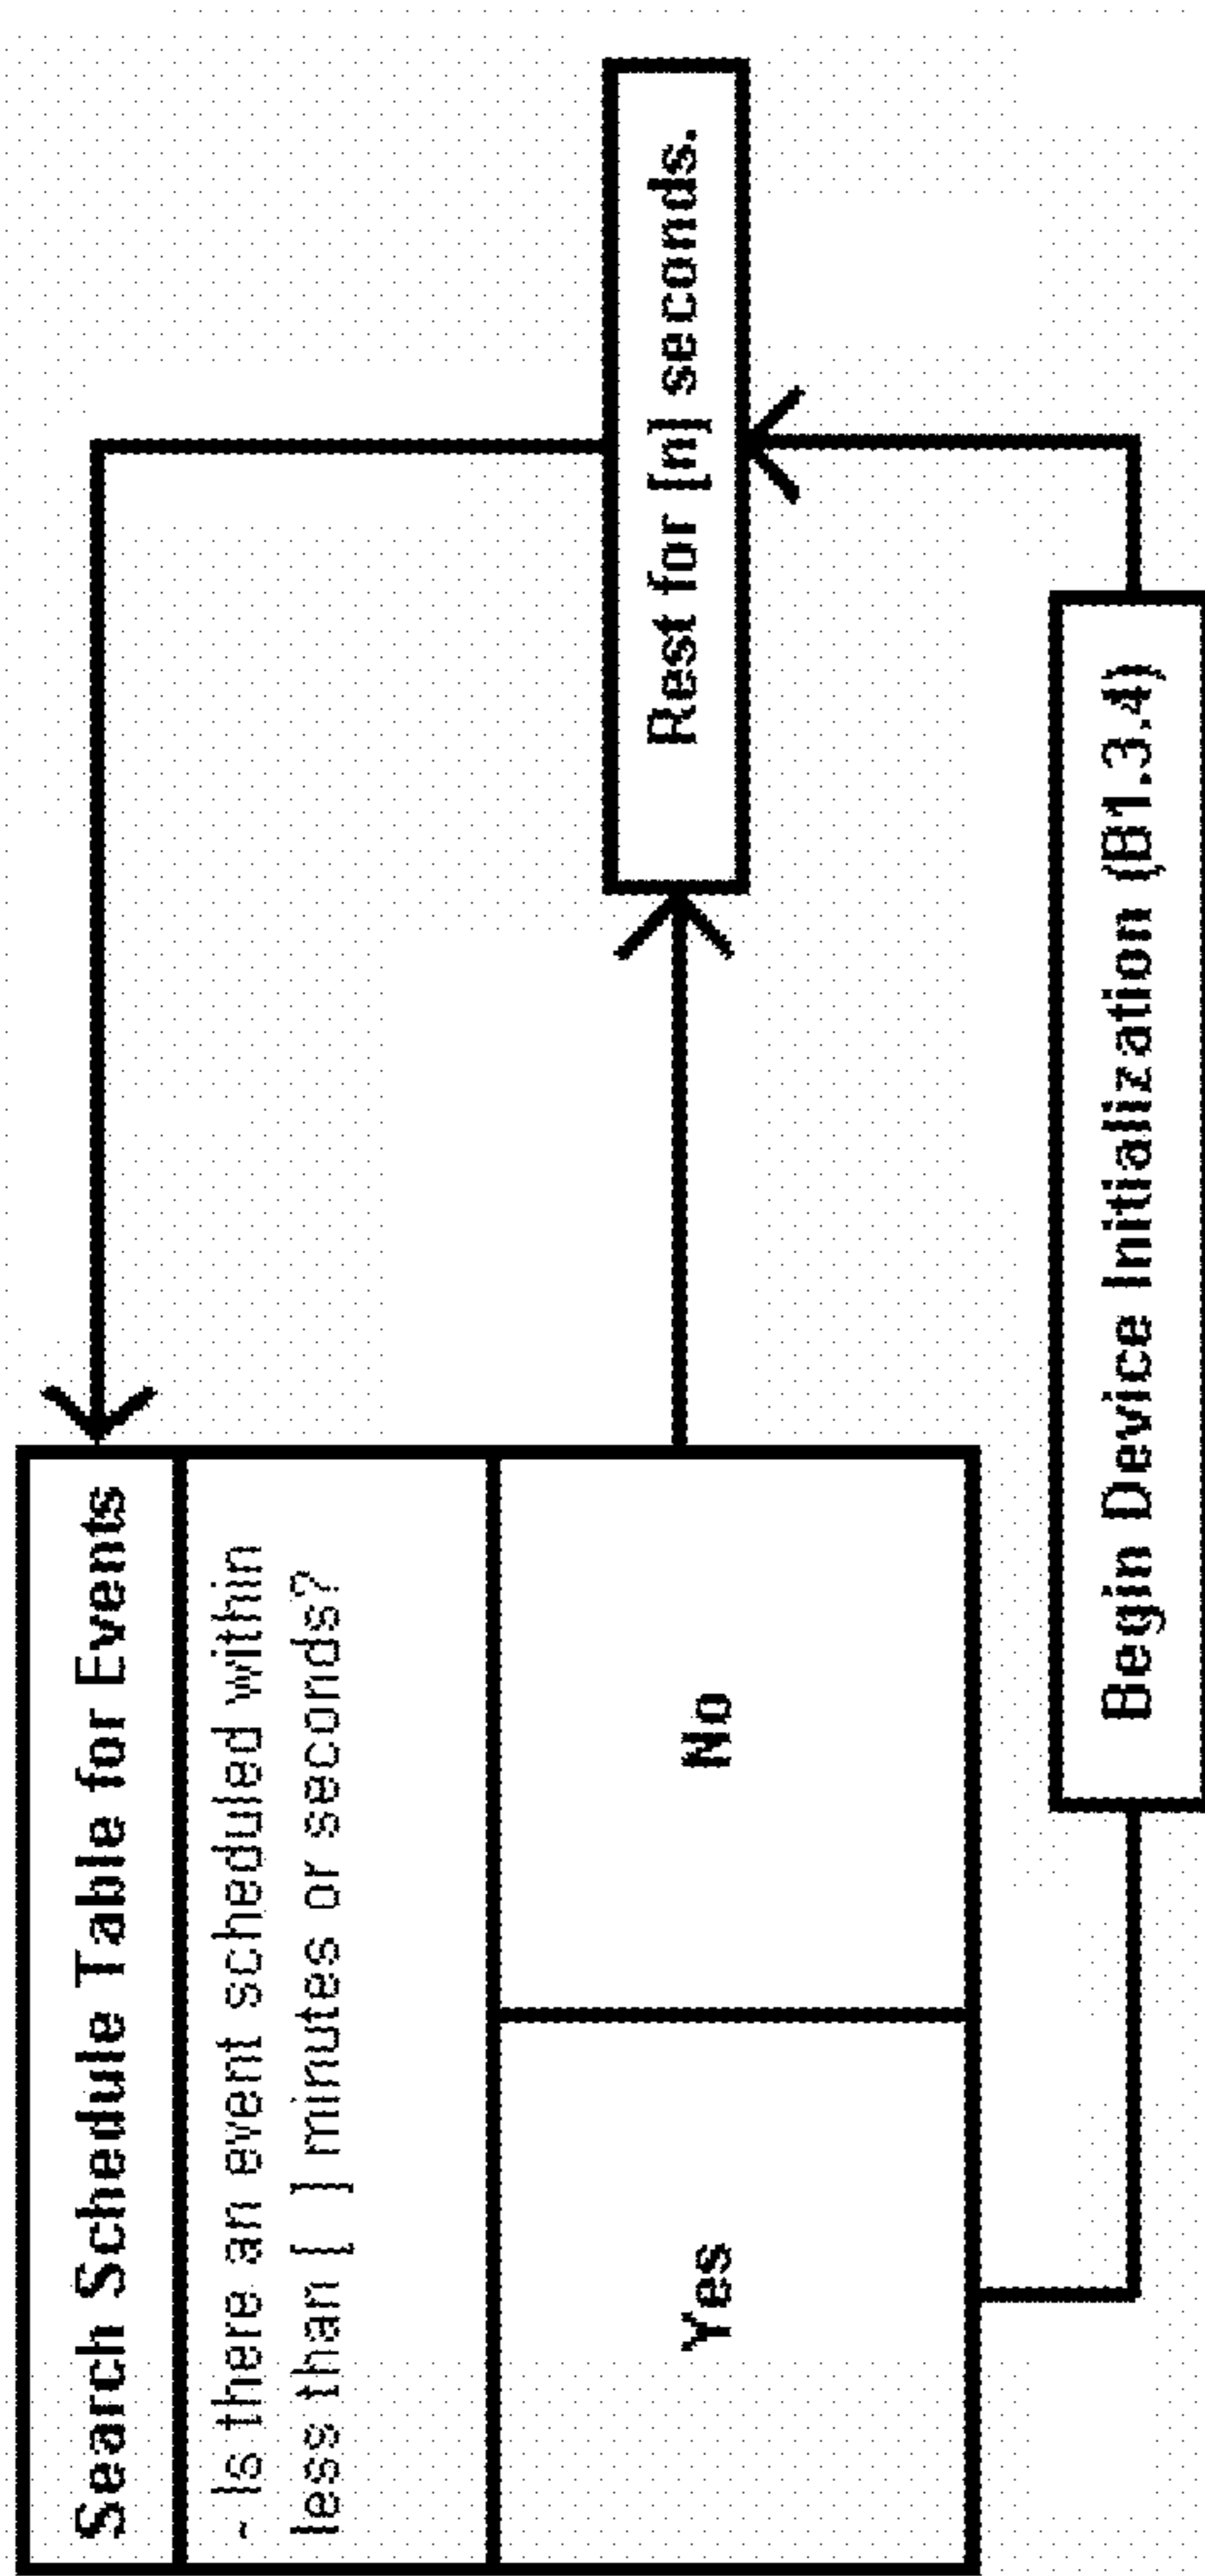 Search Schedule Table for Events
- Is there an event scheduled within
less than [ ] minutes or seconds?
Yes
No
Rest for [n] seconds.
Begin Device Initialization (B1.3.4)